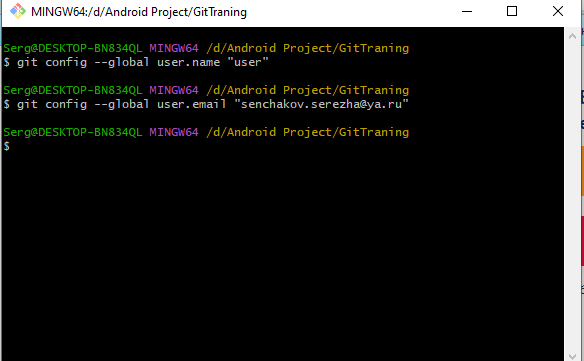 MINGW64:/d/Android Project/GitTraning
Serg@DESKTOP-BN834QL MINGW64 /d/Android Project/GitTraning
$ git config --global user.name "user"
Serg@DESKTOP-BN834QL MINGW64 /d/Android Project/GitTraning
$ git config --global user.email "senchakov.serezha@ya.ru"
Serg@DESKTOP-BN834QL MINGW64 /d/Android Project/GitTraning
$